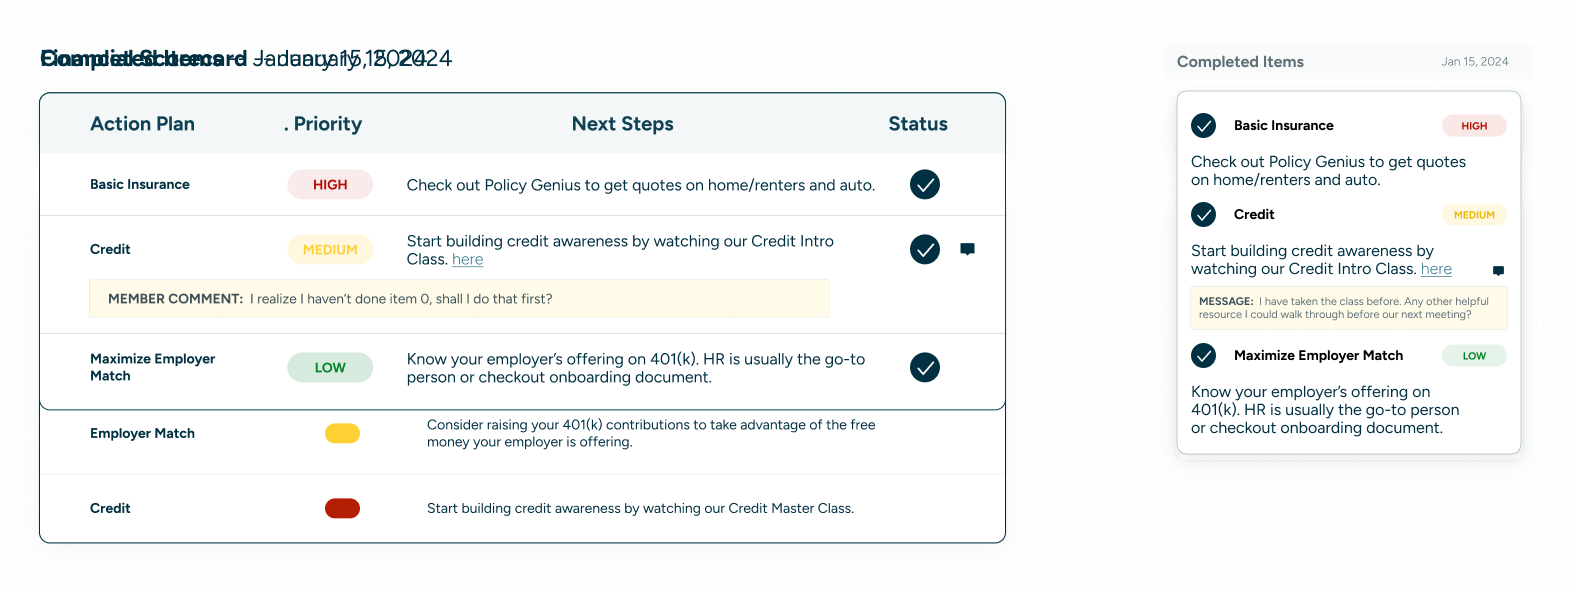 Completed Items – January 15, 2024
Financial Scorecard – January 15, 2024
Action Plan
. Priority
Next Steps
Status
Basic Insurance
HIGH
Check out Policy Genius to get quotes on home/renters and auto.
Credit
MEDIUM
Start building credit awareness by watching our Credit Intro
Class. here
MEMBER COMMENT: I realize I haven't done item 0, shall I do that first?
Maximize Employer
Match
LOW
Know your employer's offering on 401(k). HR is usually the go-to
person or checkout onboarding document.
Employer Match
Consider raising your 401(k) contributions to take advantage of the free
money your employer is offering.
Credit
Start building credit awareness by watching our Credit Master Class.
Completed Items
Jan 15, 2024
Basic Insurance
HIGH
Check out Policy Genius to get quotes
on home/renters and auto.
Credit
MEDIUM
Start building credit awareness by
watching our Credit Intro Class. here
MESSAGE: I have taken the class before. Any other helpful
resource I could walk through before our next meeting?
Maximize Employer Match
LOW
Know your employer's offering on
401(k). HR is usually the go-to person
or checkout onboarding document.